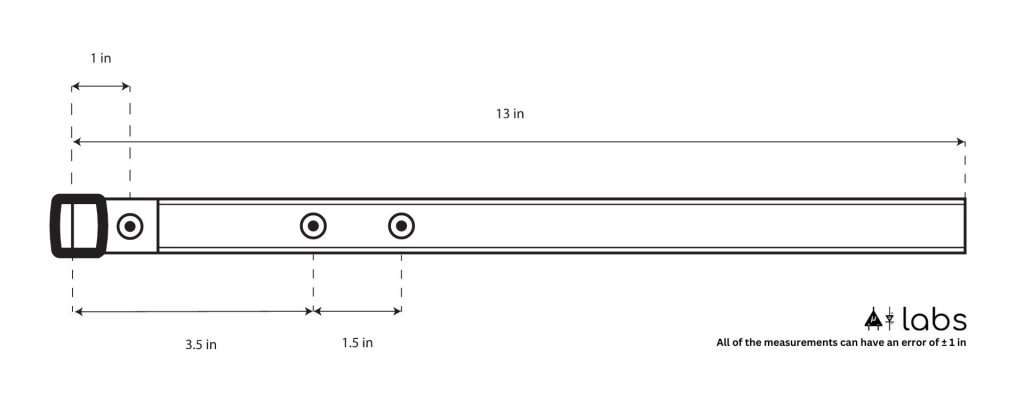 1 in
13 in
3.5 in
1.5 in
labs
All of the measurements can have an error of ± 1 in